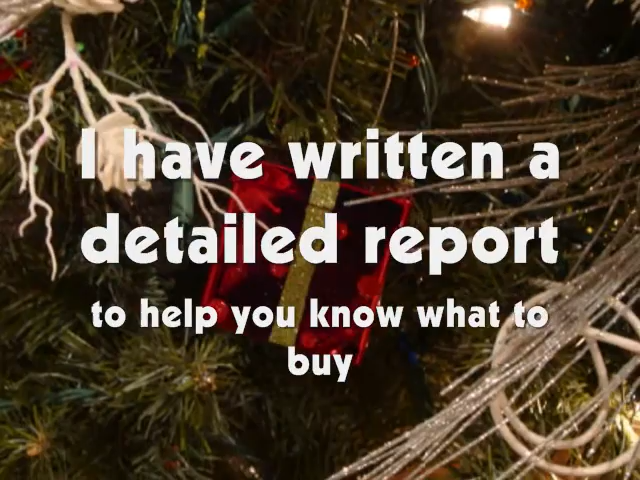 I have written a
detailed report
to help you know what to
buy